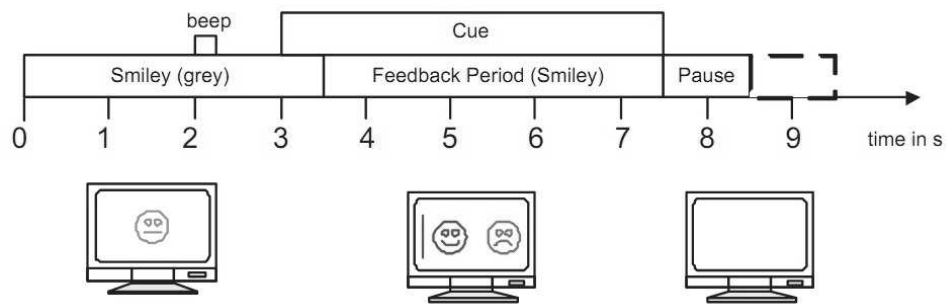 beep
Cue
Smiley (grey) Feedback Period (Smiley) Pause
0 1 2 3 4 5 6 7 8 9 time in s